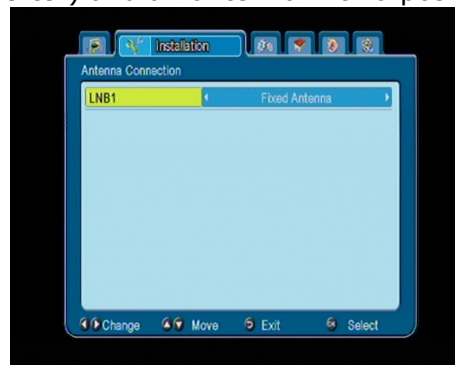 Installation
Antenna Connection
LNB1 Fixed Antenna
Change Move Exit Select